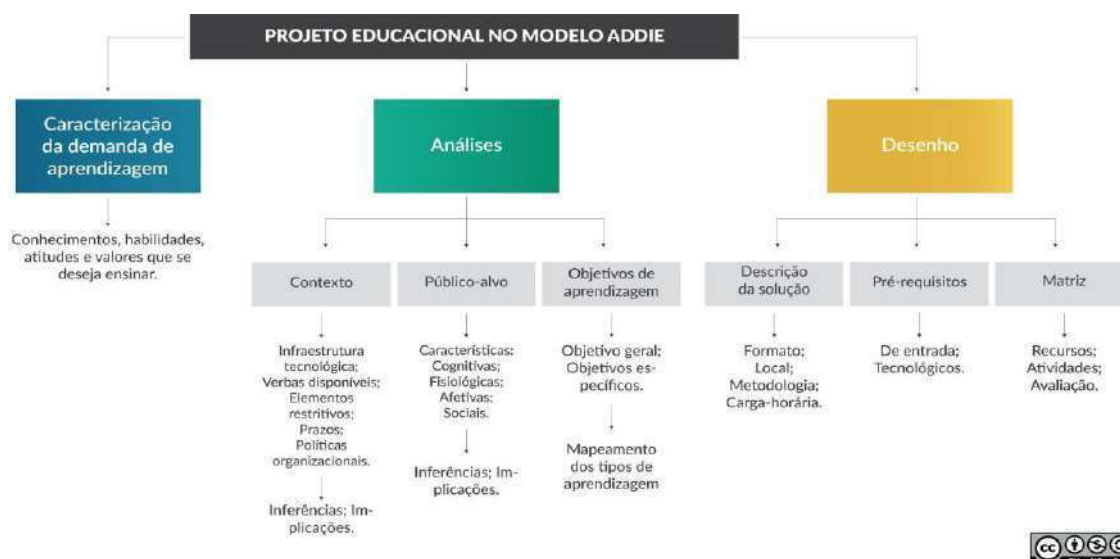 PROJETO EDUCACIONAL NO MODELO ADDIE
Caracterização
da demanda de
aprendizagem
Conhecimentos, habilidades,
atitudes e valores que se
deseja ensinar.
Análises
Contexto
Infraestrutura
tecnológica;
Verbas disponíveis;
Elementos
restritivos;
Prazos;
Políticas
organizacionais.
Inferências; Im-
plicações.
Público-alvo
Características:
Cognitivas;
Fisiológicas;
Afetivas;
Sociais.
Inferências; Im-
plicações.
Objetivos de
aprendizagem
Objetivo geral;
Objetivos es-
pecíficos.
Mapeamento
dos tipos de
aprendizagem
Desenho
Descrição
da solução
Formato;
Local;
Metodologia;
Carga-horária.
Pré-requisitos
De entrada;
Tecnológicos.
Matriz
Recursos;
Atividades;
Avaliação.
cc